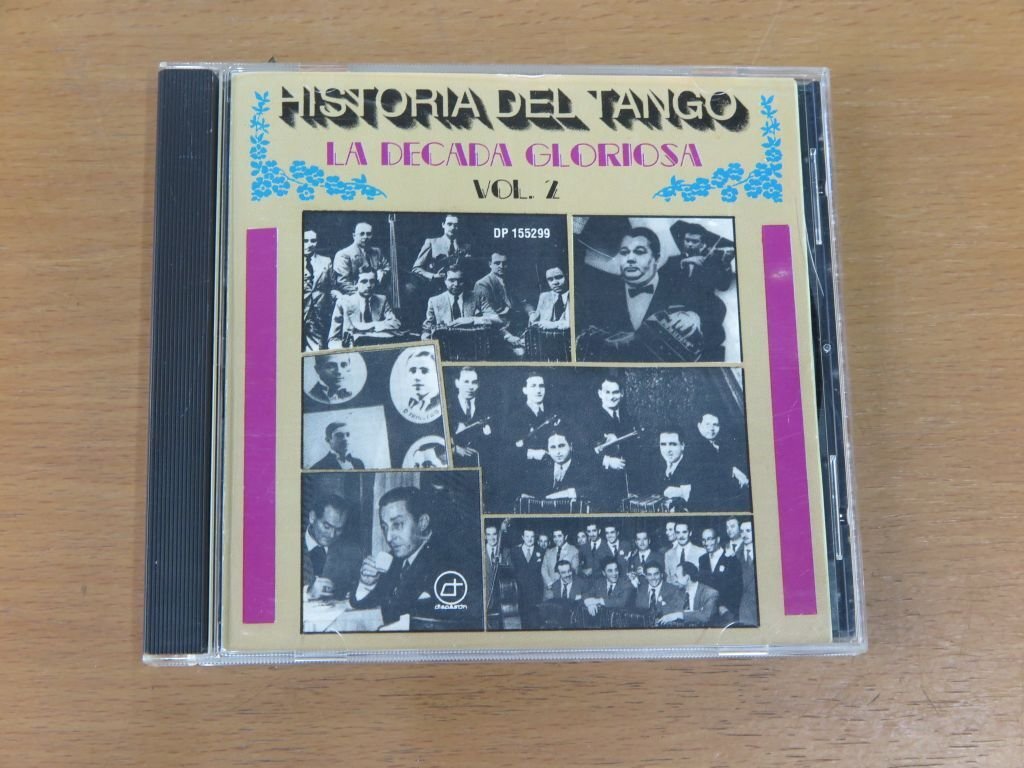 HISTORIA DEL TANGO
LA DECADA GLORIOSA
VOL. 2
DP 155299